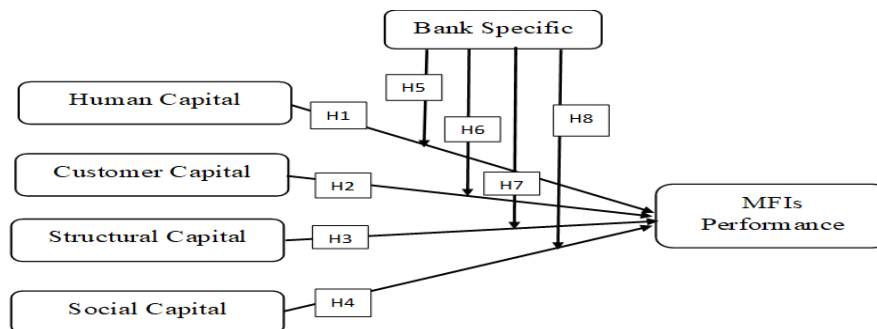 Bank Specific
H5
Human Capital
H1
H8
H6
Customer Capital
H2
H7
MFIs
Performance
Structural Capital
H3
Social Capital
H4